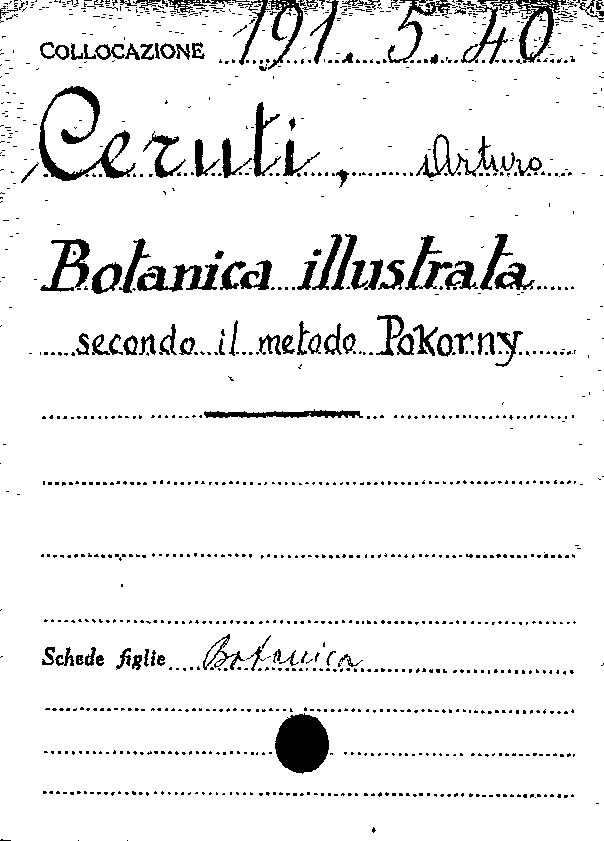 COLLOCAZIONE 191.5.40
Ceruti, Arturo
Botanica illustrata
secondo il metodo Pokorny
Schede figlie Botanica